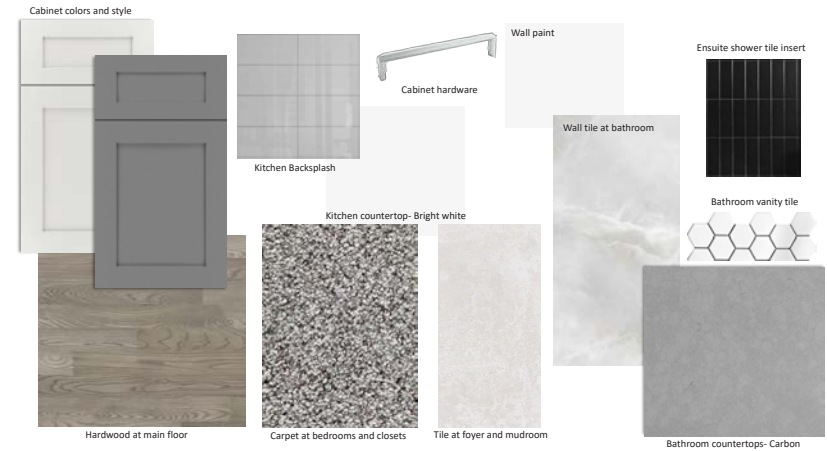 Cabinet colors and style
Wall paint
Ensuite shower tile insert
Cabinet hardware
Wall tile at bathroom
Kitchen Backsplash
Bathroom vanity tile
Kitchen countertop- Bright white
Hardwood at main floor
Carpet at bedrooms and closets
Tile at foyer and mudroom
Bathroom countertops- Carbon